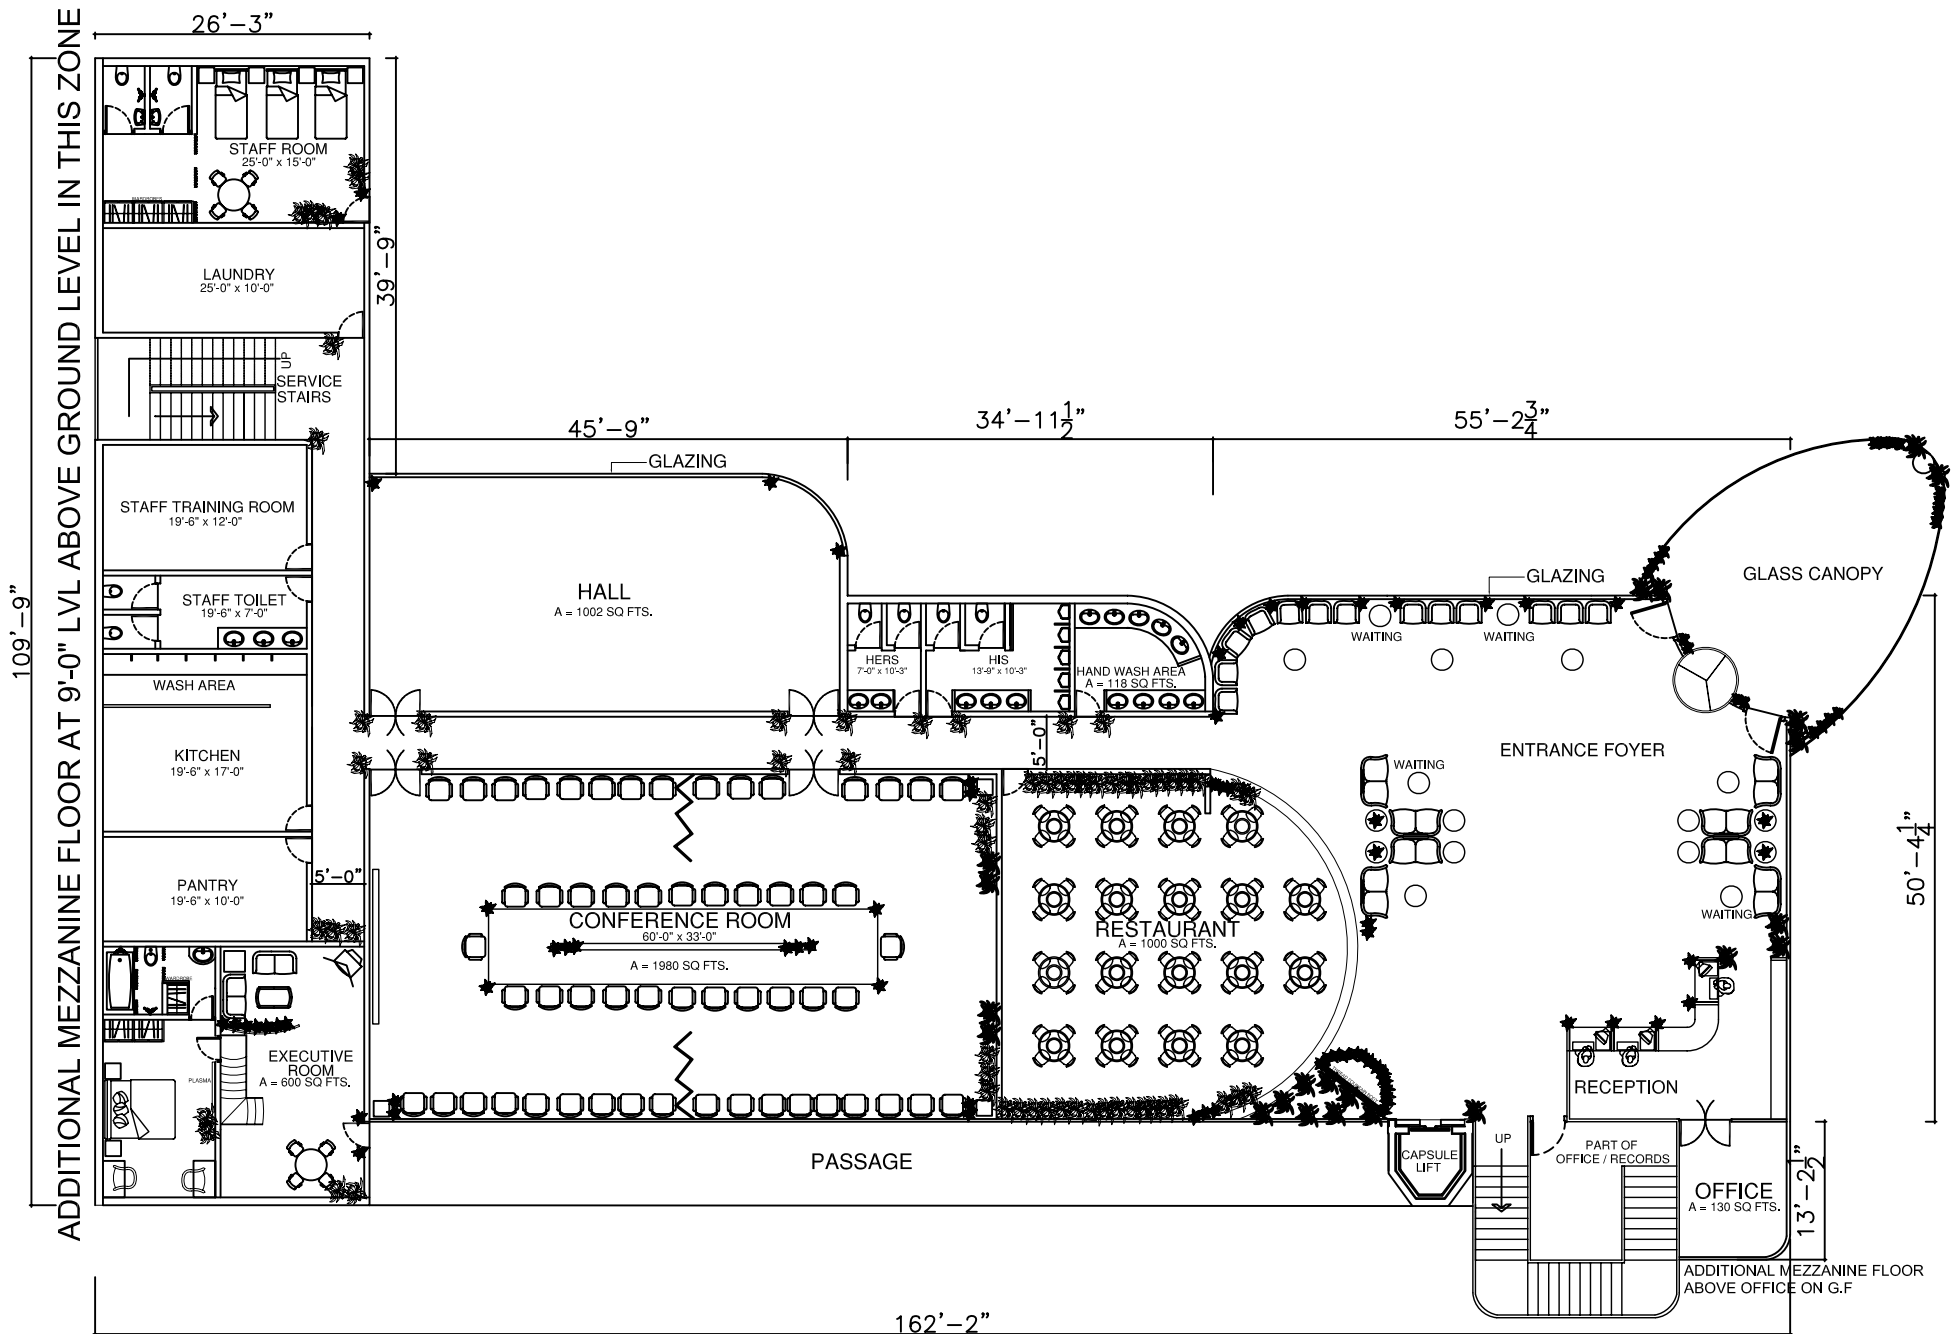 ADDITIONAL MEZZANINE FLOOR AT 9'-0" LVL ABOVE GROUND LEVEL IN THIS ZONE
26'-3"
109'-9"
39'-9"
STAFF ROOM
25'-0" x 15'-0"
WARDROBES
LAUNDRY
25'-0" x 10'-0"
UP
SERVICE
STAIRS
STAFF TRAINING ROOM
19'-6" x 12'-0"
STAFF TOILET
19'-6" x 7'-0"
WASH AREA
KITCHEN
19'-6" x 17'-0"
PANTRY
19'-6" x 10'-0"
5'-0"
WARDROBE
EXECUTIVE
ROOM
A = 600 SQ FTS.
PLASMA
45'-9"
34'-11 1/2"
55'-2 3/4"
GLAZING
HALL
A = 1002 SQ FTS.
HERS
7'-0" x 10'-3"
HIS
13'-9" x 10'-3"
HAND WASH AREA
A = 118 SQ FTS.
5'-0"
GLAZING
WAITING
WAITING
GLASS CANOPY
ENTRANCE FOYER
WAITING
WAITING
50'-4 1/4"
CONFERENCE ROOM
60'-0" x 33'-0"
A = 1980 SQ FTS.
RESTAURANT
A = 1000 SQ FTS.
RECEPTION
PASSAGE
CAPSULE
LIFT
UP
PART OF
OFFICE / RECORDS
OFFICE
A = 130 SQ FTS.
13'-2 1/2"
ADDITIONAL MEZZANINE FLOOR
ABOVE OFFICE ON G.F
162'-2"